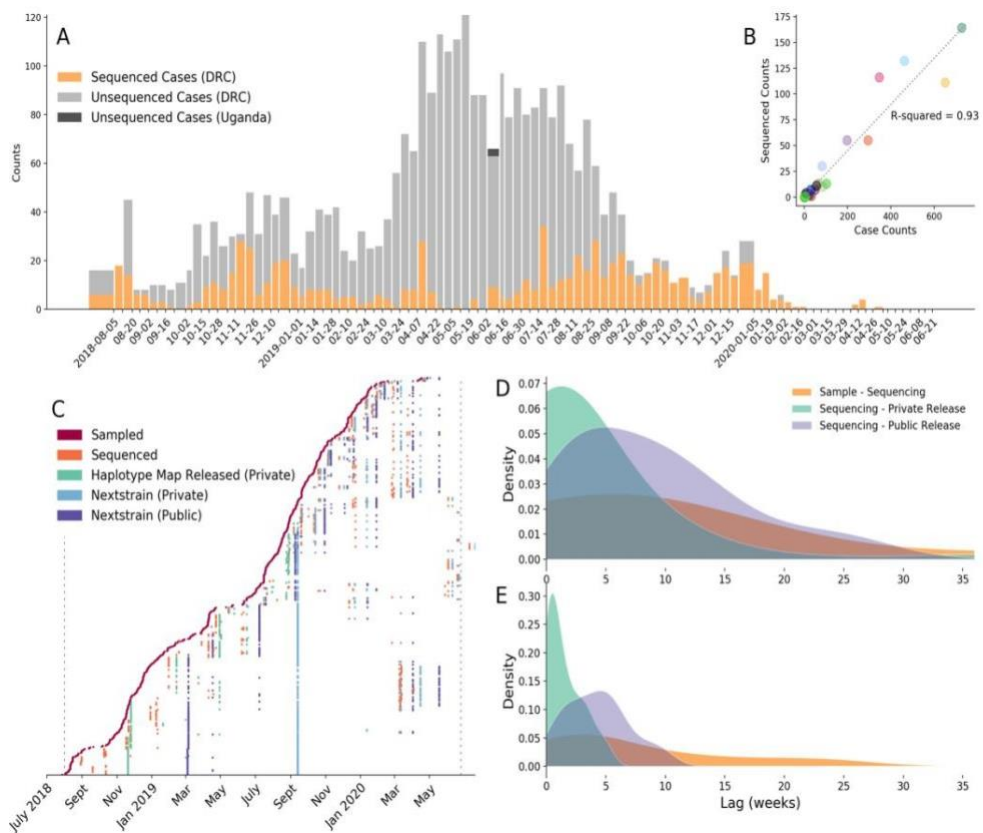 A
Sequenced Cases (DRC)
Unsequenced Cases (DRC)
Unsequenced Cases (Uganda)
Counts
120
100
80
60
40
20
0
2018-08-05
08-20
09-02
09-16
10-02
10-15
10-28
11-11
11-26
12-10
2019-01-01
01-14
01-28
02-10
02-24
03-10
03-24
04-07
04-22
05-05
05-19
06-02
06-16
06-30
07-14
07-28
08-11
08-25
09-08
09-22
10-06
10-20
11-03
11-17
12-01
12-15
2020-01-05
01-19
02-02
02-16
03-01
03-15
03-29
04-12
04-26
05-10
05-24
06-08
06-21
B
Sequenced Counts
175
150
125
100
75
50
25
0
R-squared = 0.93
0 200 400 600
Case Counts
C
Sampled
Sequenced
Haplotype Map Released (Private)
Nextstrain (Private)
Nextstrain (Public)
July 2018
Sept
Nov
Jan 2019
Mar
May
July
Sept
Nov
Jan 2020
Mar
May
D
Sample - Sequencing
Sequencing - Private Release
Sequencing - Public Release
Density
0.07
0.06
0.05
0.04
0.03
0.02
0.01
0.00
0 5 10 15 20 25 30 35
E
Density
0.30
0.25
0.20
0.15
0.10
0.05
0.00
0 5 10 15 20 25 30 35
Lag (weeks)